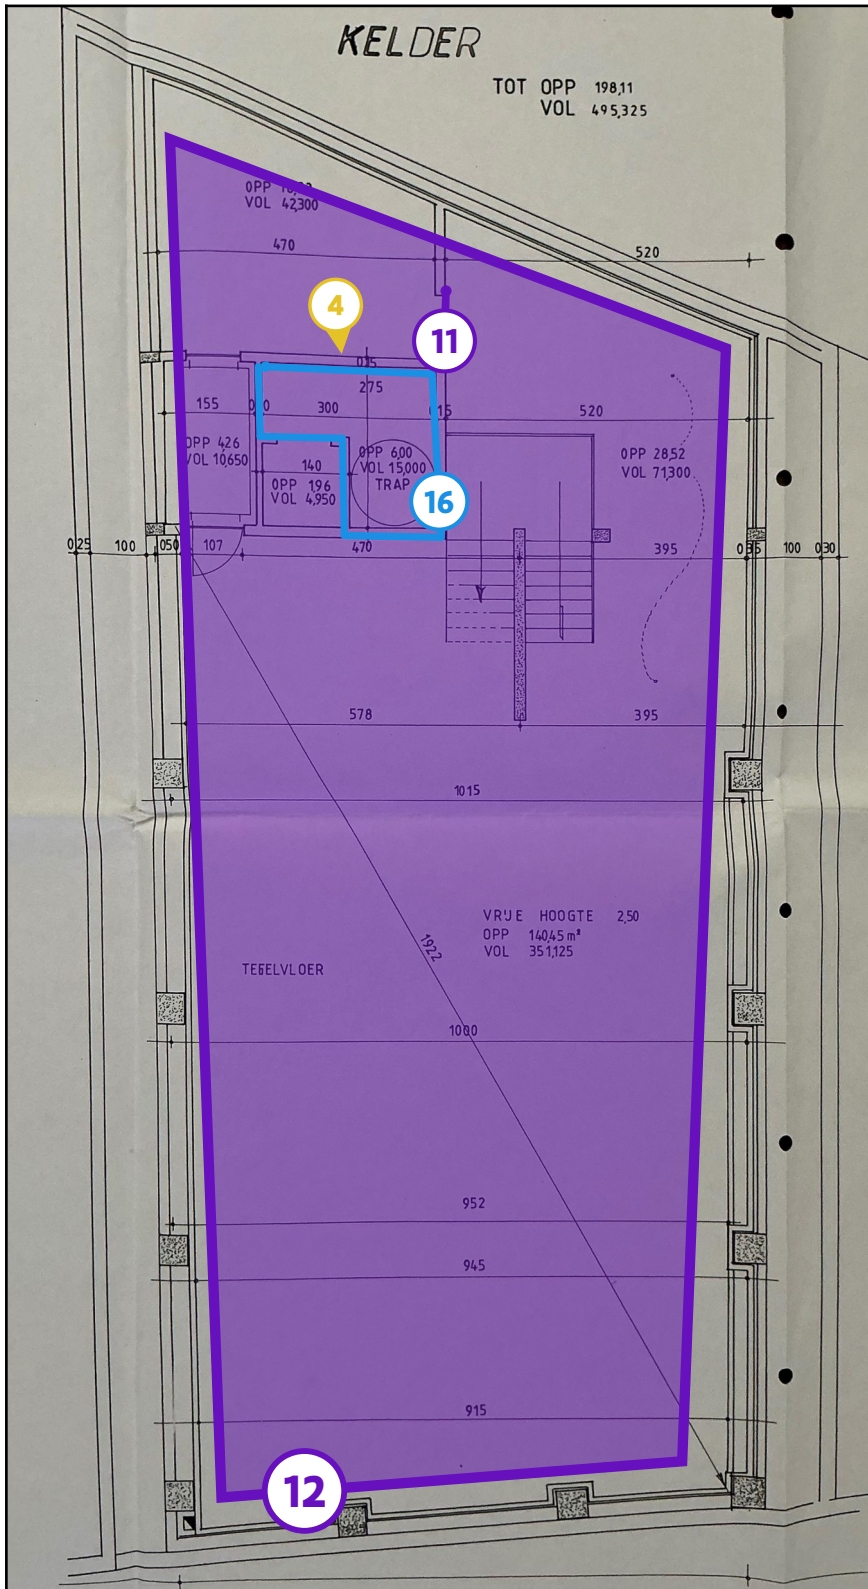 KELDER
TOT OPP 198,11
VOL 495,325
OPP
VOL 42,300
470
520
4
11
0,15
275
155
300
520
OPP 4,26
VOL 10,650
OPP 6,00
VOL 15,000
TRAP
OPP 28,52
VOL 71,300
140
OPP 1,96
VOL 4,950
16
0,25
100
050
107
470
395
0,35
100
0,30
578
395
1015
VRIJE HOOGTE 2,50
OPP 140,45 m²
VOL 351,125
1922
TEGELVLOER
1000
952
945
915
12